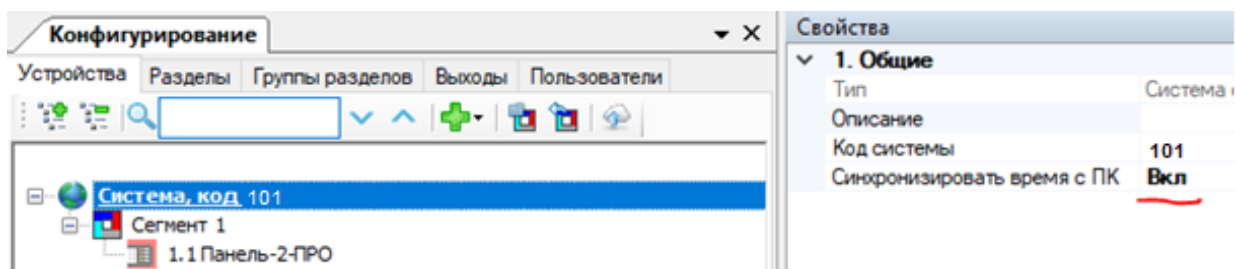 Конфигурирование
Устройства Разделы Группы разделов Выходы Пользователи
Система, код 101
Сегмент 1
1.1 Панель-2-ПРО
Свойства
1. Общие
Тип Система
Описание
Код системы 101
Синхронизировать время с ПК Вкл